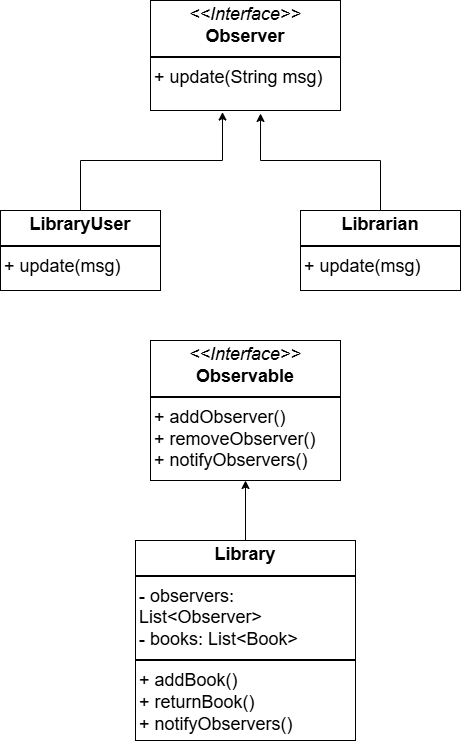 <<Interface>>
Observer
+ update(String msg)
LibraryUser
+ update(msg)
Librarian
+ update(msg)
<<Interface>>
Observable
+ addObserver()
+ removeObserver()
+ notifyObservers()
Library
- observers:
List<Observer>
- books: List<Book>
+ addBook()
+ returnBook()
+ notifyObservers()